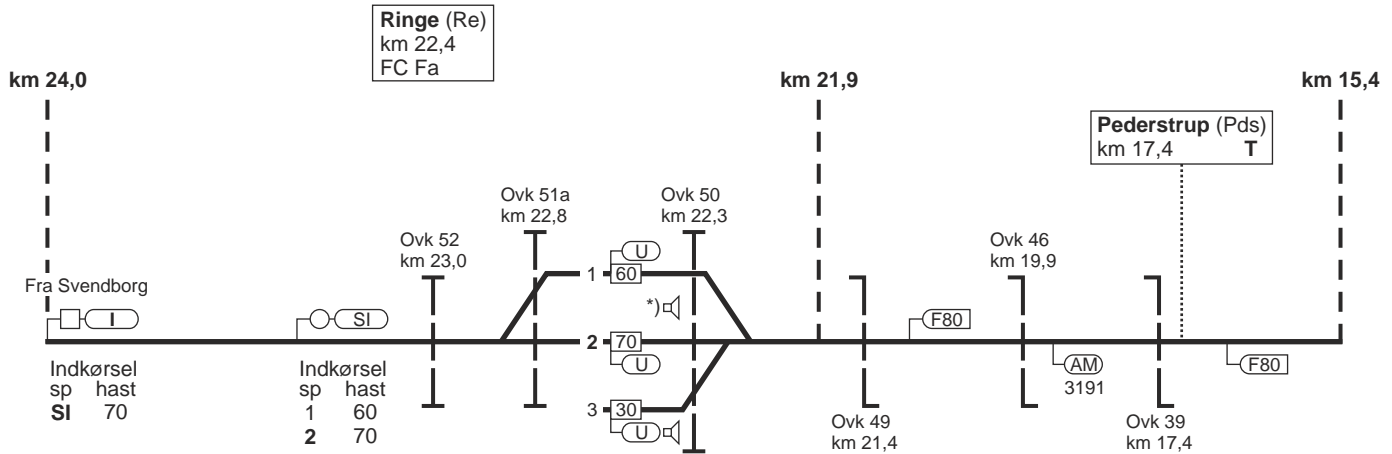 Ringe (Re)
km 22,4
FC Fa
km 24,0
km 21,9
km 15,4
Pederstrup (Pds)
km 17,4 T
Ovk 51a
km 22,8
Ovk 50
km 22,3
Ovk 52
km 23,0
Ovk 46
km 19,9
Fra Svendborg
I
SI
U
1 60
*)
2 70
U
3 30
U
F80
AM
3191
F80
Indkørsel
sp hast
SI 70
Indkørsel
sp hast
1 60
2 70
Ovk 49
km 21,4
Ovk 39
km 17,4